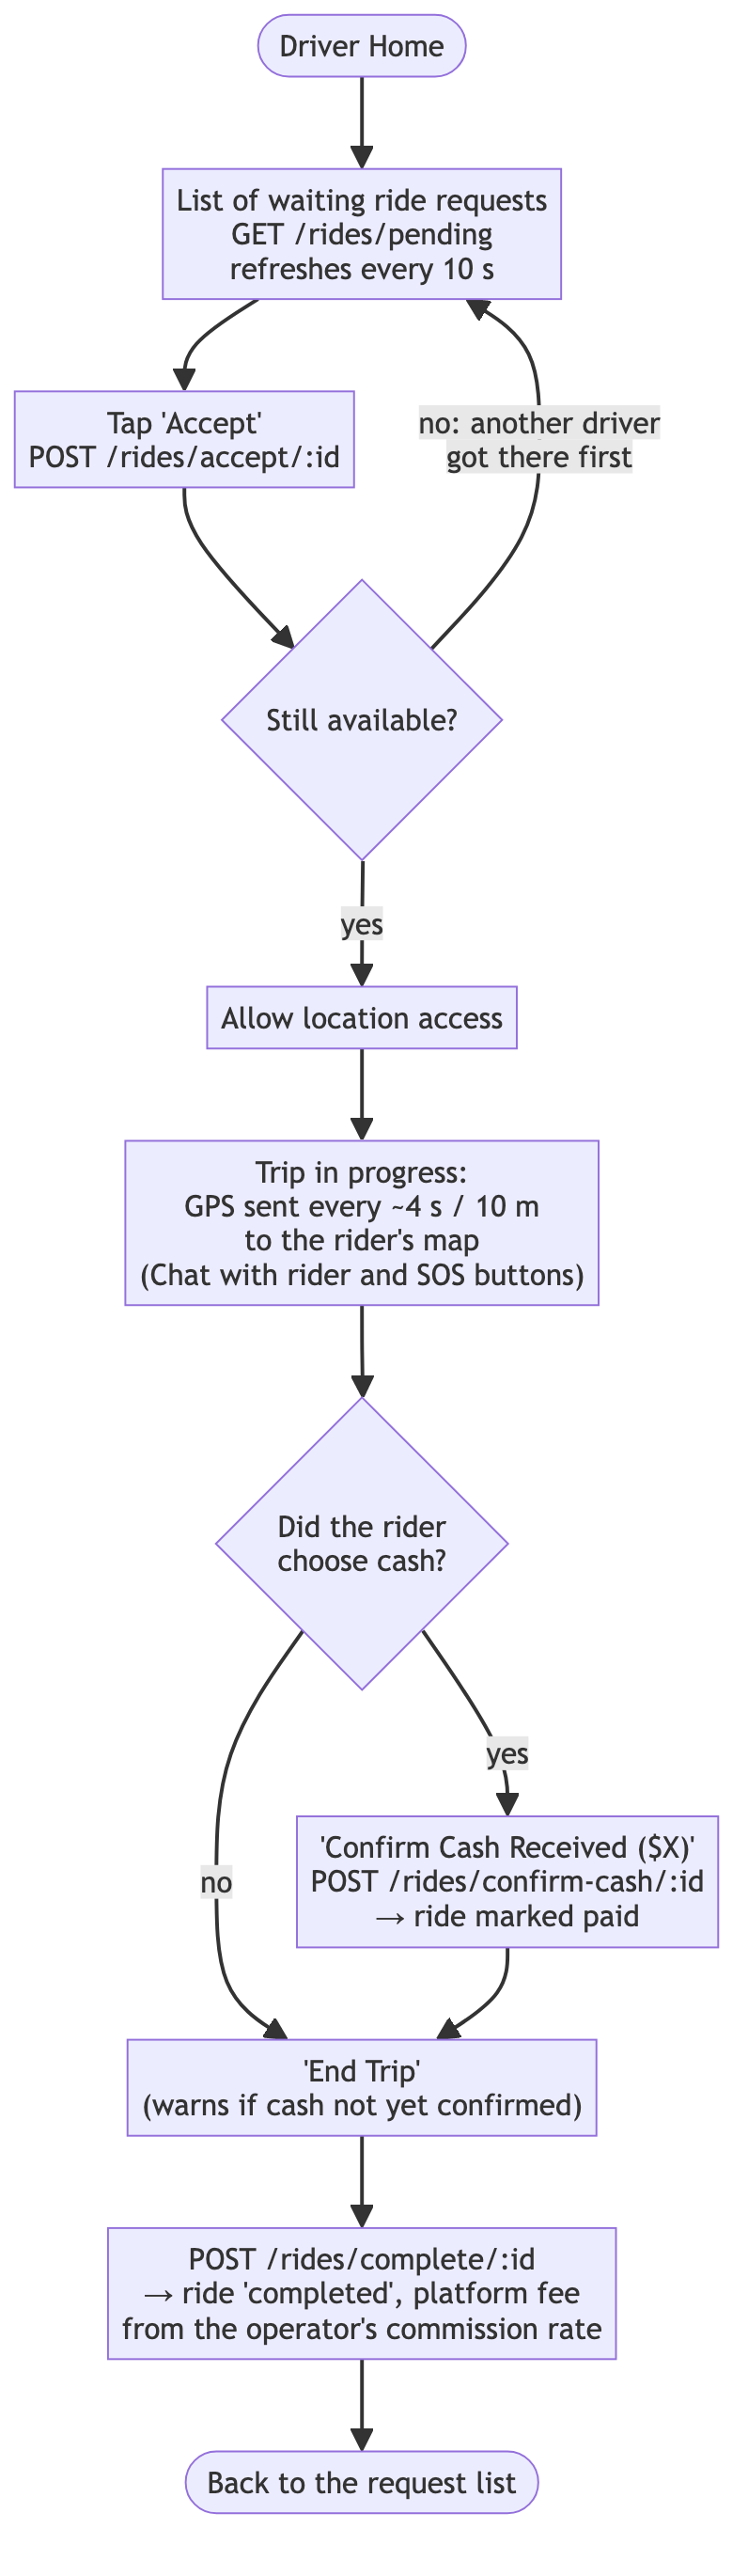 Driver Home
List of waiting ride requests
GET /rides/pending
refreshes every 10 s
Tap 'Accept'
POST /rides/accept/:id
no: another driver
got there first
Still available?
yes
Allow location access
Trip in progress:
GPS sent every ~4 s / 10 m
to the rider's map
(Chat with rider and SOS buttons)
Did the rider
choose cash?
yes
'Confirm Cash Received ($X)'
POST /rides/confirm-cash/:id
→ ride marked paid
no
'End Trip'
(warns if cash not yet confirmed)
POST /rides/complete/:id
→ ride 'completed', platform fee
from the operator's commission rate
Back to the request list